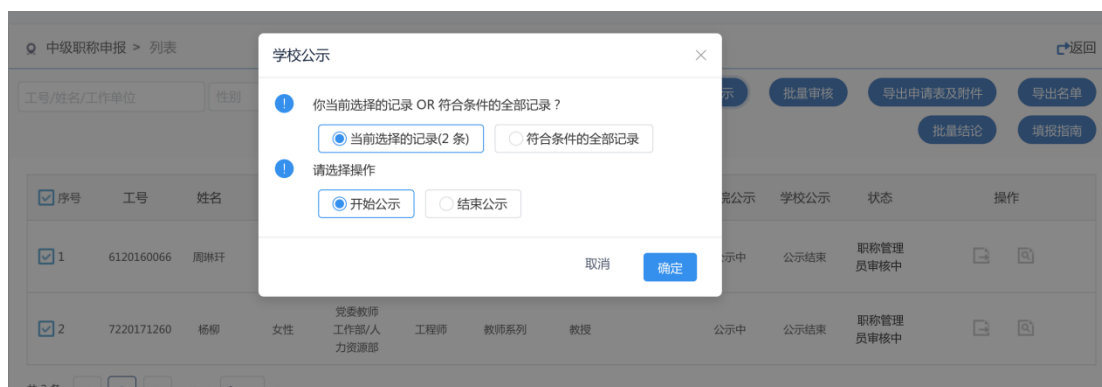 中级职称申报 > 列表
返回
学校公示
工号/姓名/工作单位
性别
示
批量审核
导出申请表及附件
导出名单
批量结论
填报指南
你当前选择的记录 OR 符合条件的全部记录 ?
当前选择的记录(2 条)
符合条件的全部记录
请选择操作
开始公示
结束公示
取消
确定
序号 工号 姓名 公示 学校公示 状态 操作
1 6120160066 周琳玕 示中 公示结束 职称管理
员审核中
2 7220171260 杨柳 女性 党委教师
工作部/人
力资源部
工程师 教师系列 教授 公示中 公示结束 职称管理
员审核中